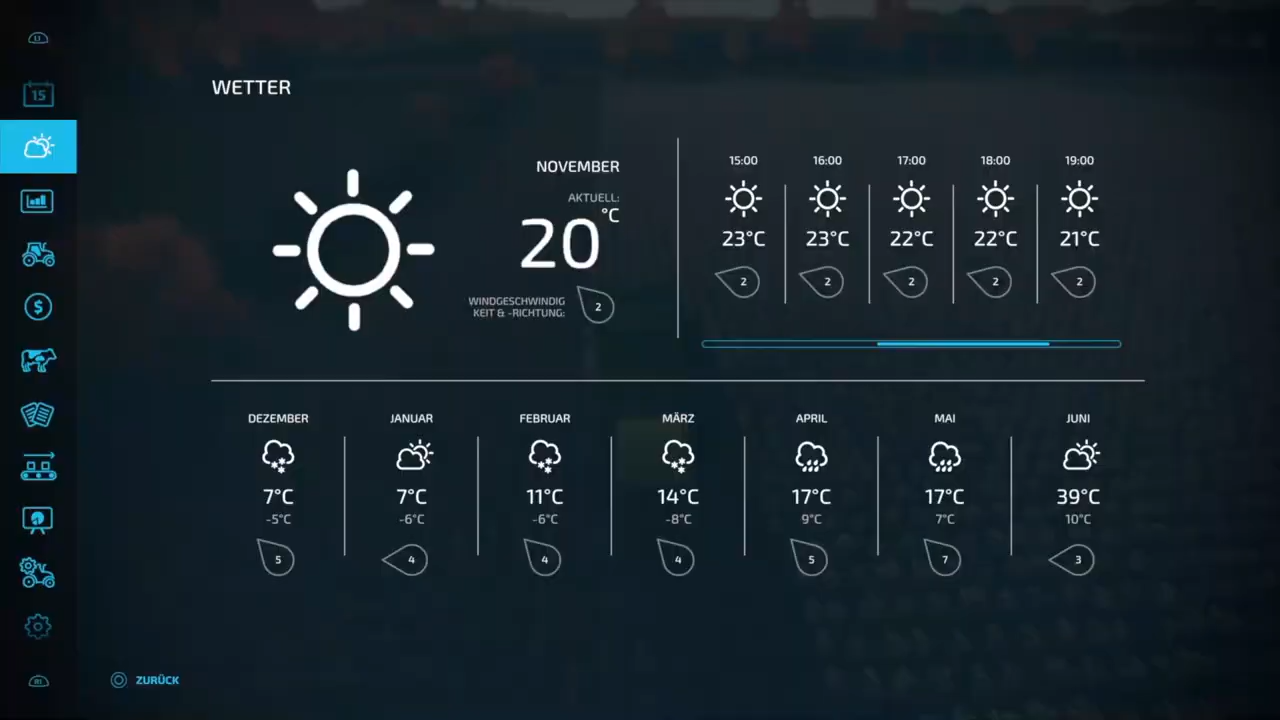 L1
15
WETTER
NOVEMBER
AKTUELL:
20 °C
WINDGESCHWINDIG
KEIT & -RICHTUNG:
2
15:00 16:00 17:00 18:00 19:00
23°C 23°C 22°C 22°C 21°C
2 2 2 2 2
$
DEZEMBER JANUAR FEBRUAR MÄRZ APRIL MAI JUNI
7°C 7°C 11°C 14°C 17°C 17°C 39°C
-5°C -6°C -6°C -8°C 9°C 7°C 10°C
5 4 4 4 5 7 3
R1
ZURÜCK